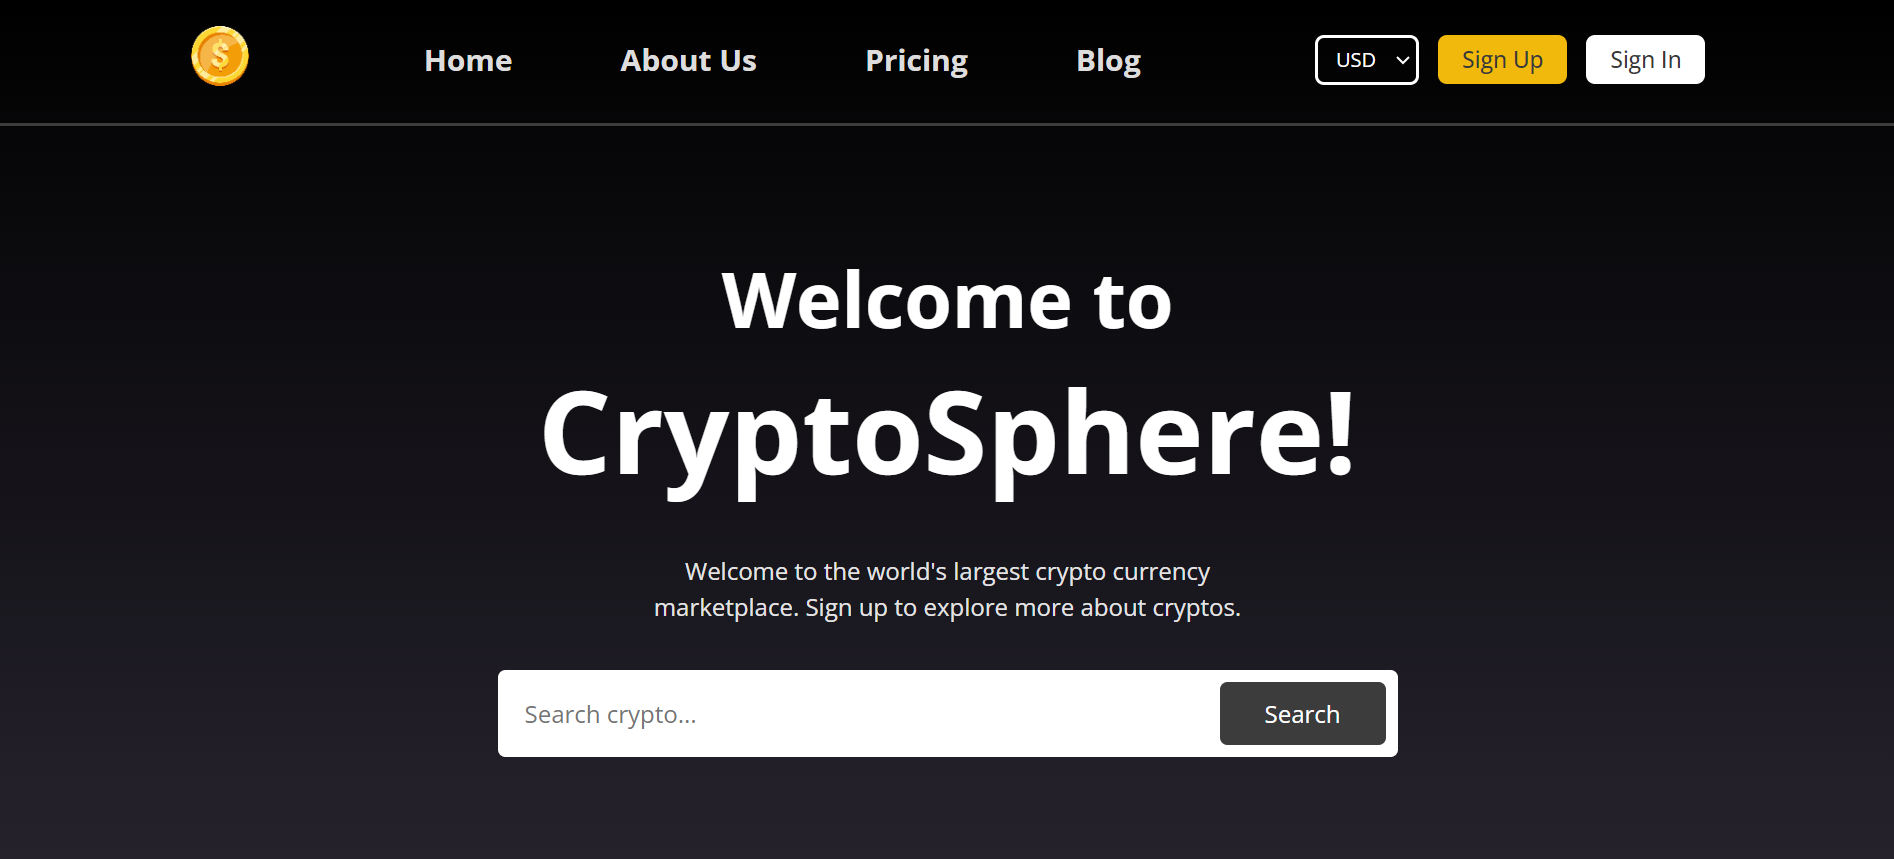 $
Home About Us Pricing Blog USD Sign Up Sign In
Welcome to
CryptoSphere!
Welcome to the world's largest crypto currency
marketplace. Sign up to explore more about cryptos.
Search crypto... Search